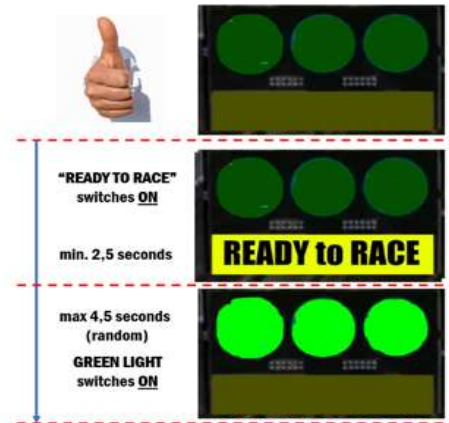 "READY TO RACE"
switches ON
min. 2,5 seconds
READY to RACE
max 4,5 seconds
(random)
GREEN LIGHT
switches ON